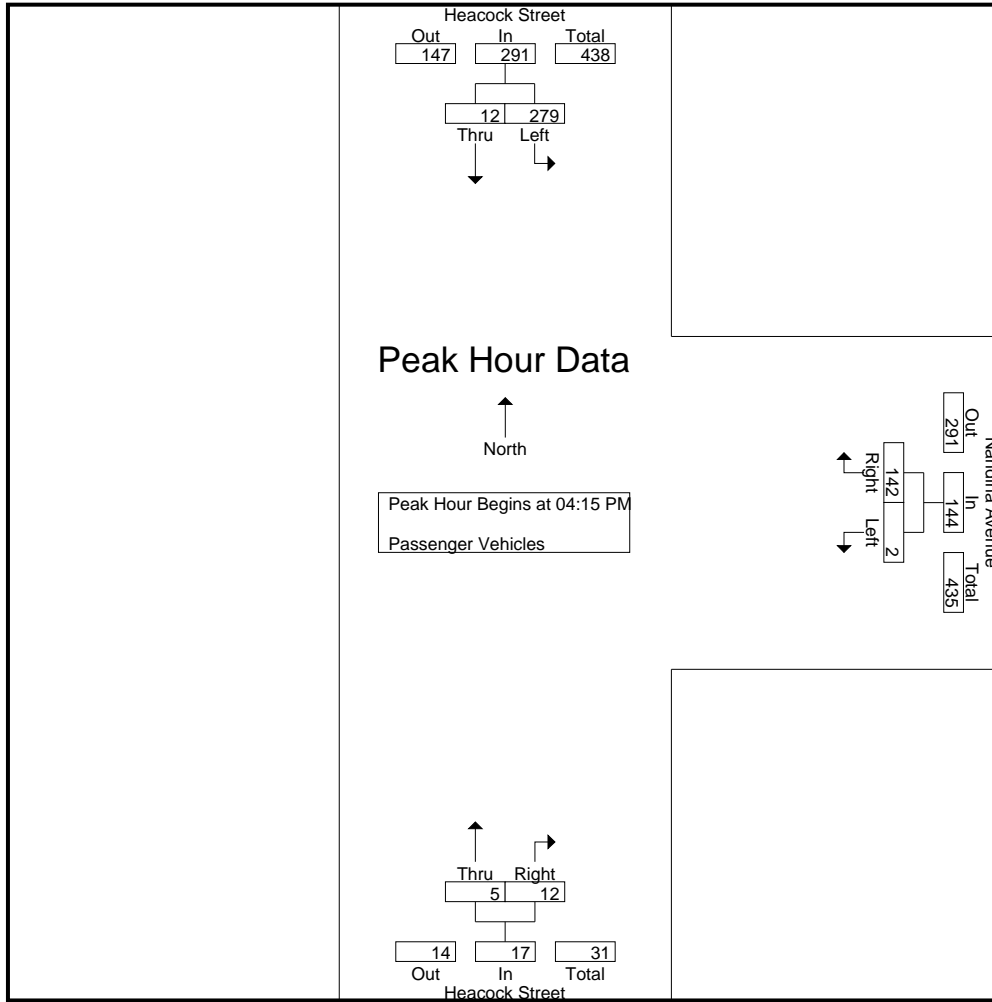 Heacock Street
Out In Total
147 291 438
12 279
Thru Left
Peak Hour Data
North
Peak Hour Begins at 04:15 PM
Passenger Vehicles
Nandina Avenue
Out In Total
291 144 435
142 2
Right Left
Thru Right
5 12
14 17 31
Out In Total
Heacock Street